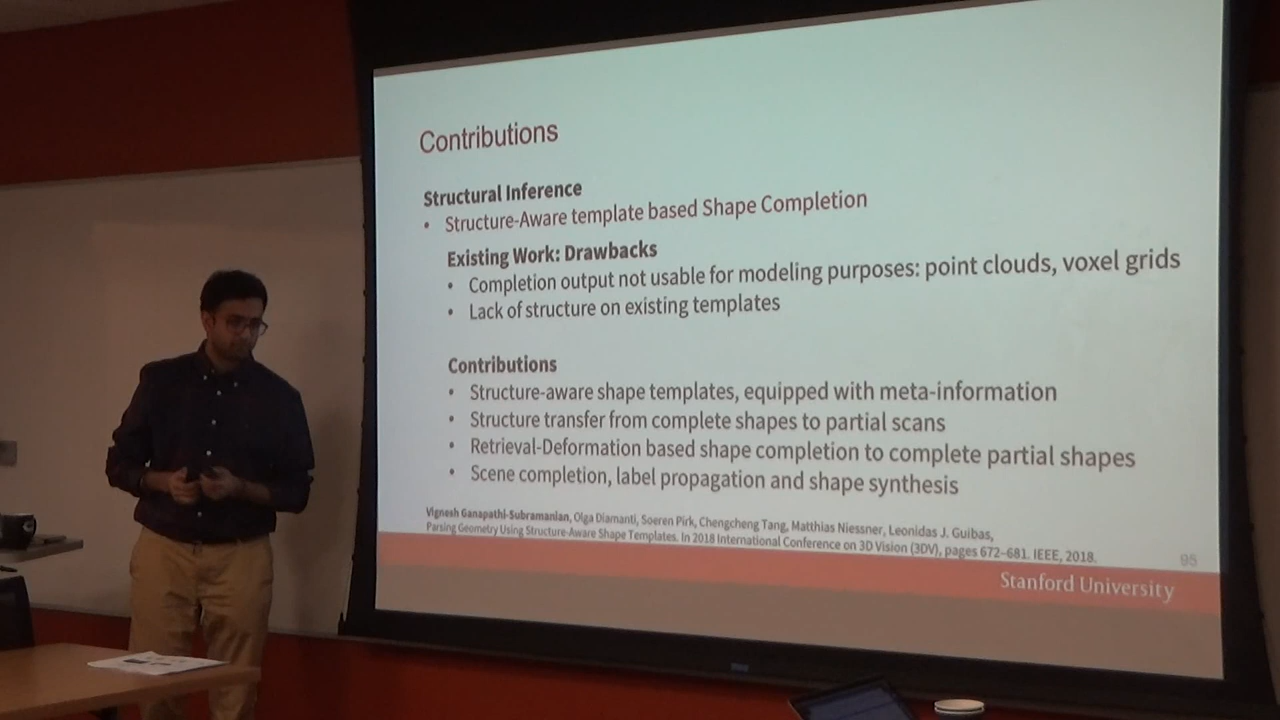 Contributions
Structural Inference
• Structure-Aware template based Shape Completion
Existing Work: Drawbacks
• Completion output not usable for modeling purposes: point clouds, voxel grids
• Lack of structure on existing templates
Contributions
• Structure-aware shape templates, equipped with meta-information
• Structure transfer from complete shapes to partial scans
• Retrieval-Deformation based shape completion to complete partial shapes
• Scene completion, label propagation and shape synthesis
Vignesh Ganapathi-Subramanian, Olga Diamanti, Soeren Pirk, Chengcheng Tang, Matthias Niessner, Leonidas J. Guibas,
Parsing Geometry Using Structure-Aware Shape Templates. In 2018 International Conference on 3D Vision (3DV), pages 672–681. IEEE, 2018.
95
Stanford University